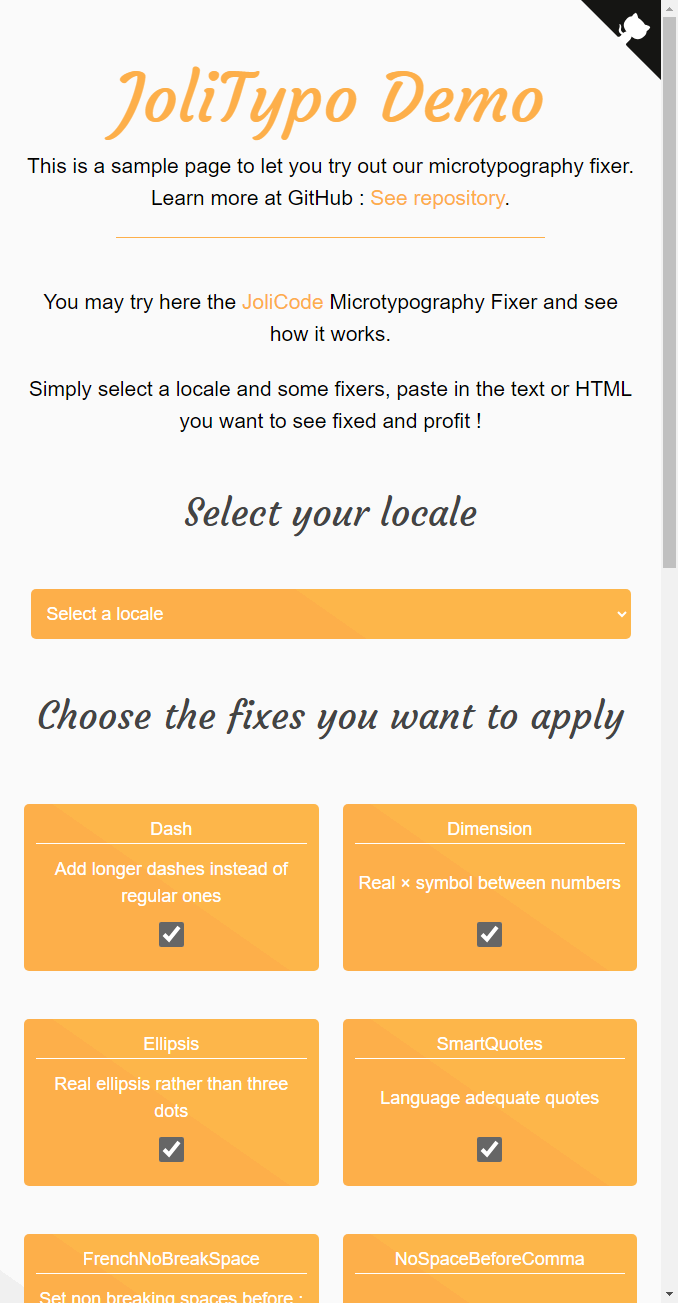 JoliTypo Demo
This is a sample page to let you try out our microtypography fixer.
Learn more at GitHub : See repository.
You may try here the JoliCode Microtypography Fixer and see
how it works.
Simply select a locale and some fixers, paste in the text or HTML
you want to see fixed and profit !
Select your locale
Select a locale
Choose the fixes you want to apply
Dash
Add longer dashes instead of
regular ones
Dimension
Real × symbol between numbers
Ellipsis
Real ellipsis rather than three
dots
SmartQuotes
Language adequate quotes
FrenchNoBreakSpace
Set non breaking spaces before :
NoSpaceBeforeComma